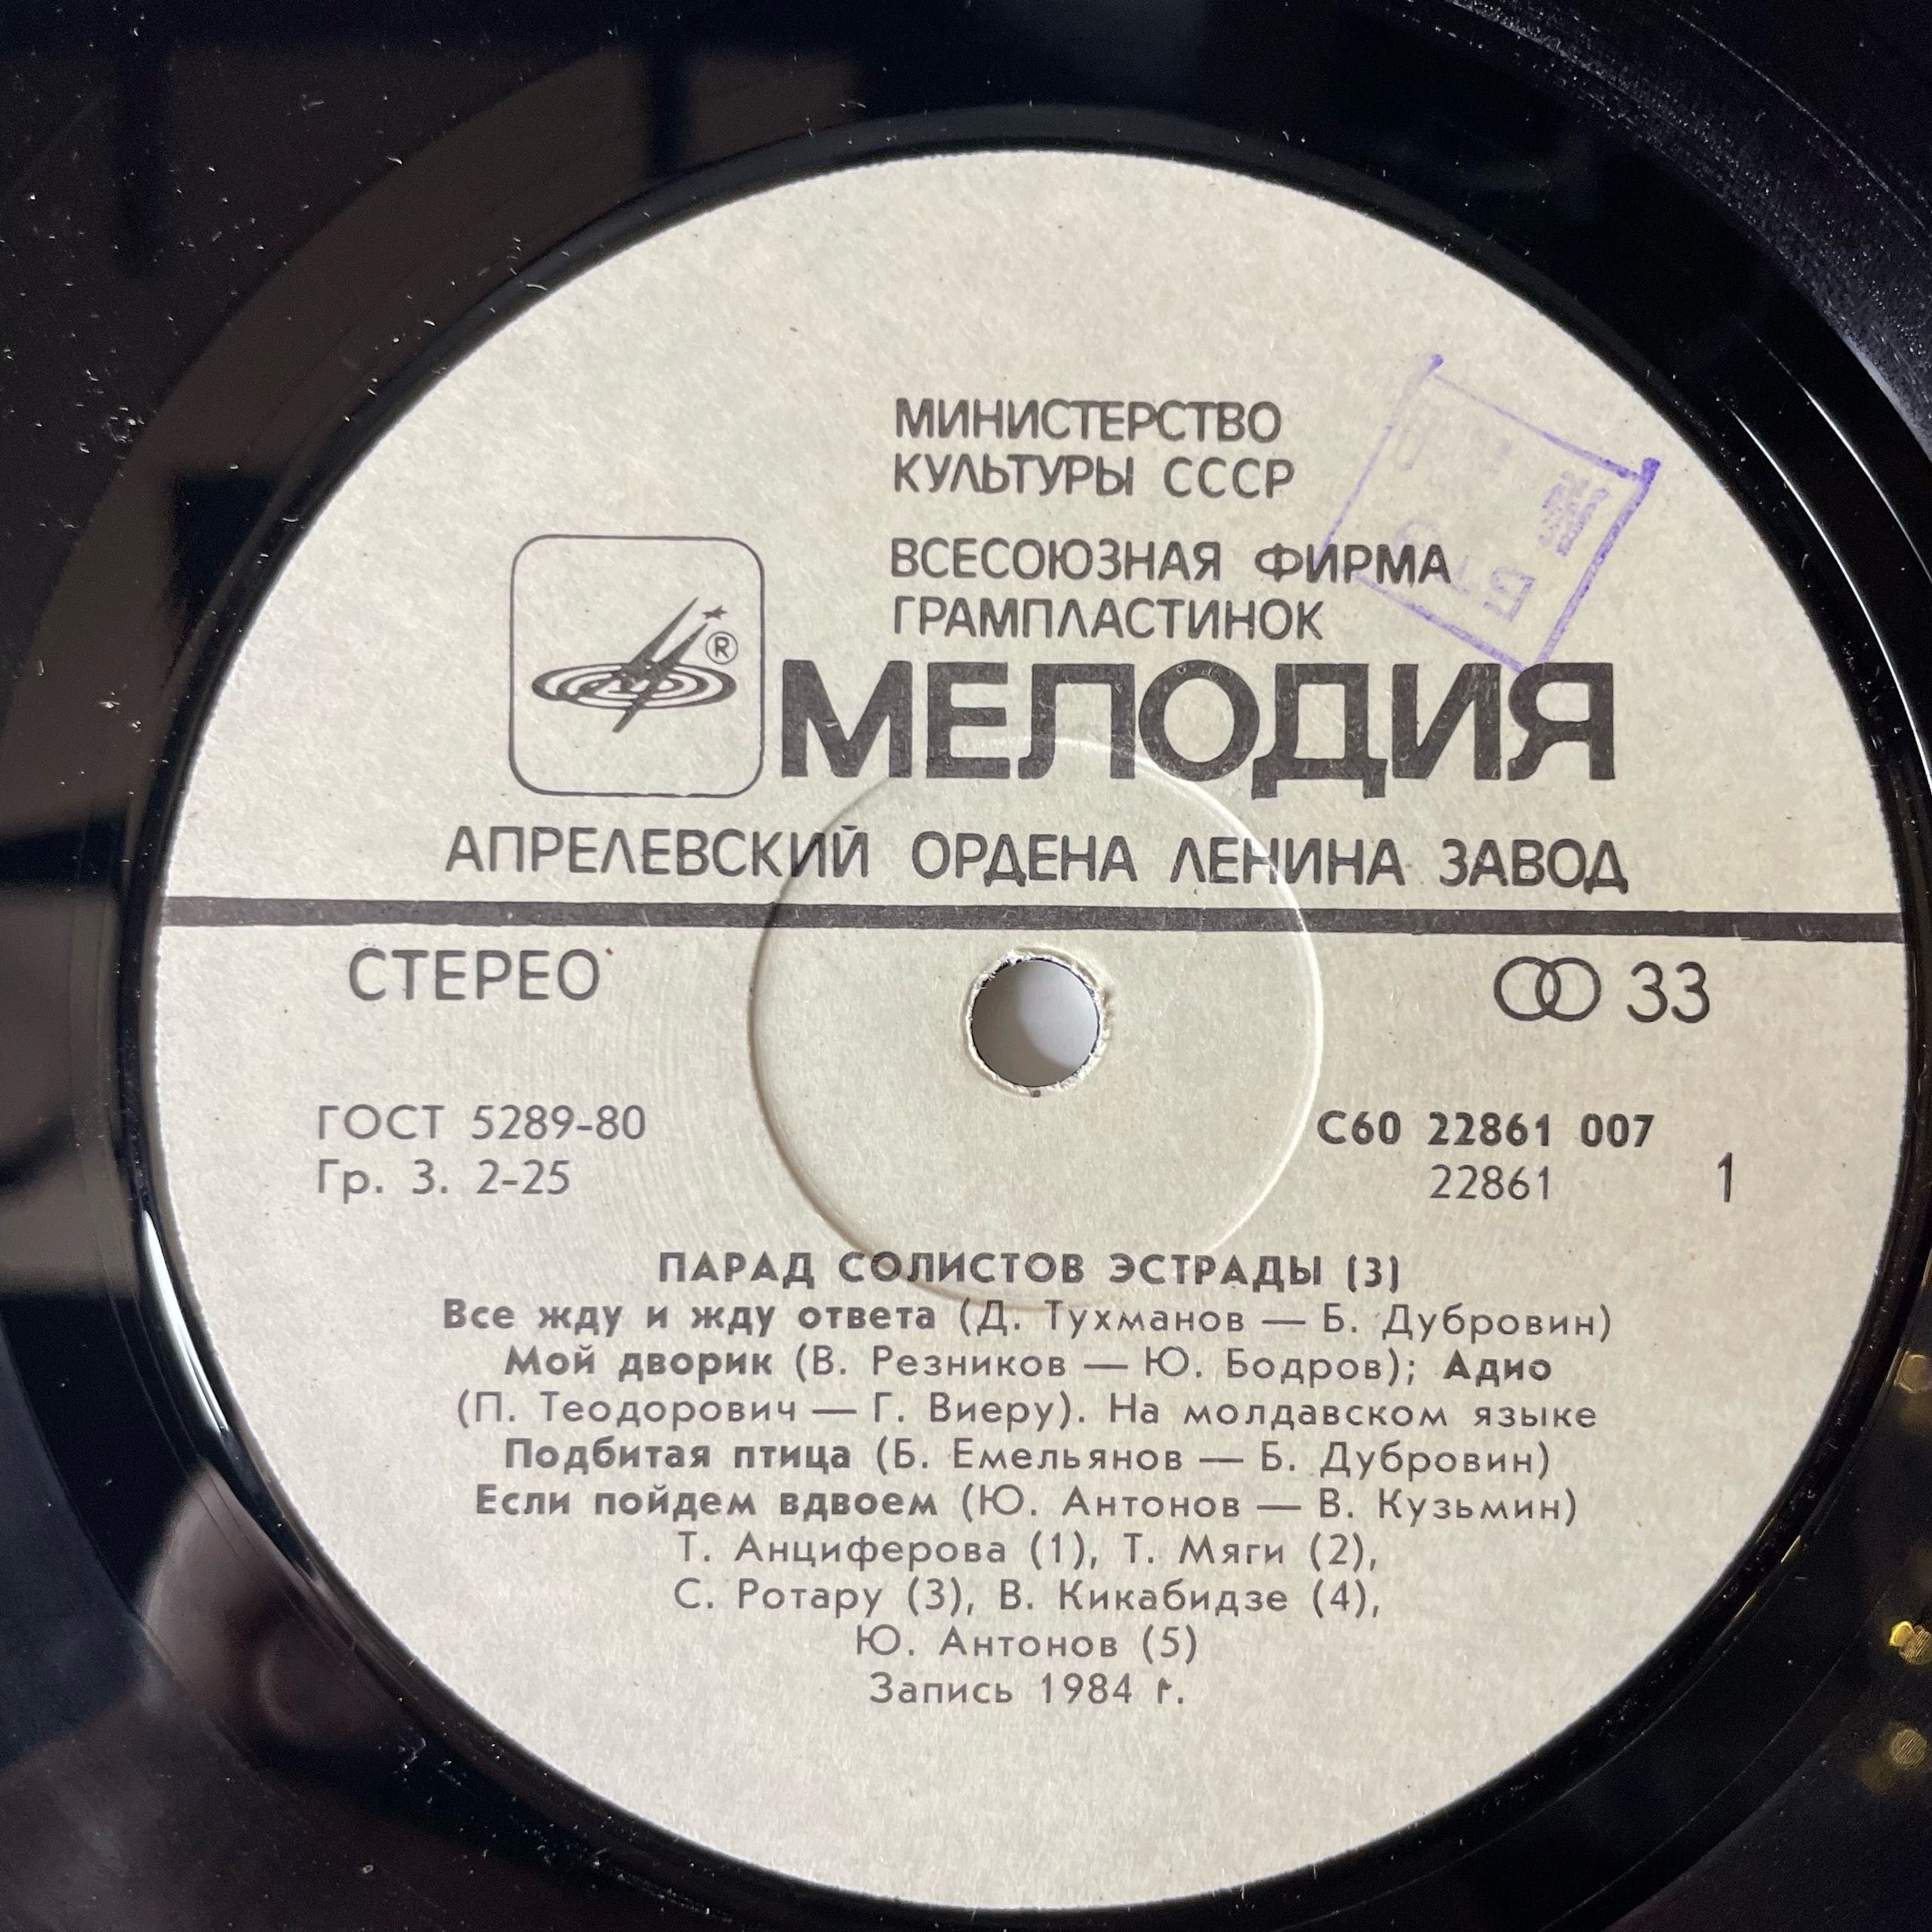 МИНИСТЕРСТВО
КУЛЬТУРЫ СССР
ВСЕСОЮЗНАЯ ФИРМА
ГРАМПЛАСТИНОК
®
МЕЛОДИЯ
АПРЕЛЕВСКИЙ ОРДЕНА ЛЕНИНА ЗАВОД
СТЕРЕО
33
ГОСТ 5289-80
Гр. 3. 2-25
С60 22861 007
22861
1
ПАРАД СОЛИСТОВ ЭСТРАДЫ (3)
Все жду и жду ответа (Д. Тухманов — Б. Дубровин)
Мой дворик (В. Резников — Ю. Бодров); Адио
(П. Теодорович — Г. Виеру). На молдавском языке
Подбитая птица (Б. Емельянов — Б. Дубровин)
Если пойдем вдвоем (Ю. Антонов — В. Кузьмин)
Т. Анциферова (1), Т. Мяги (2),
С. Ротару (3), В. Кикабидзе (4),
Ю. Антонов (5)
Запись 1984 г.